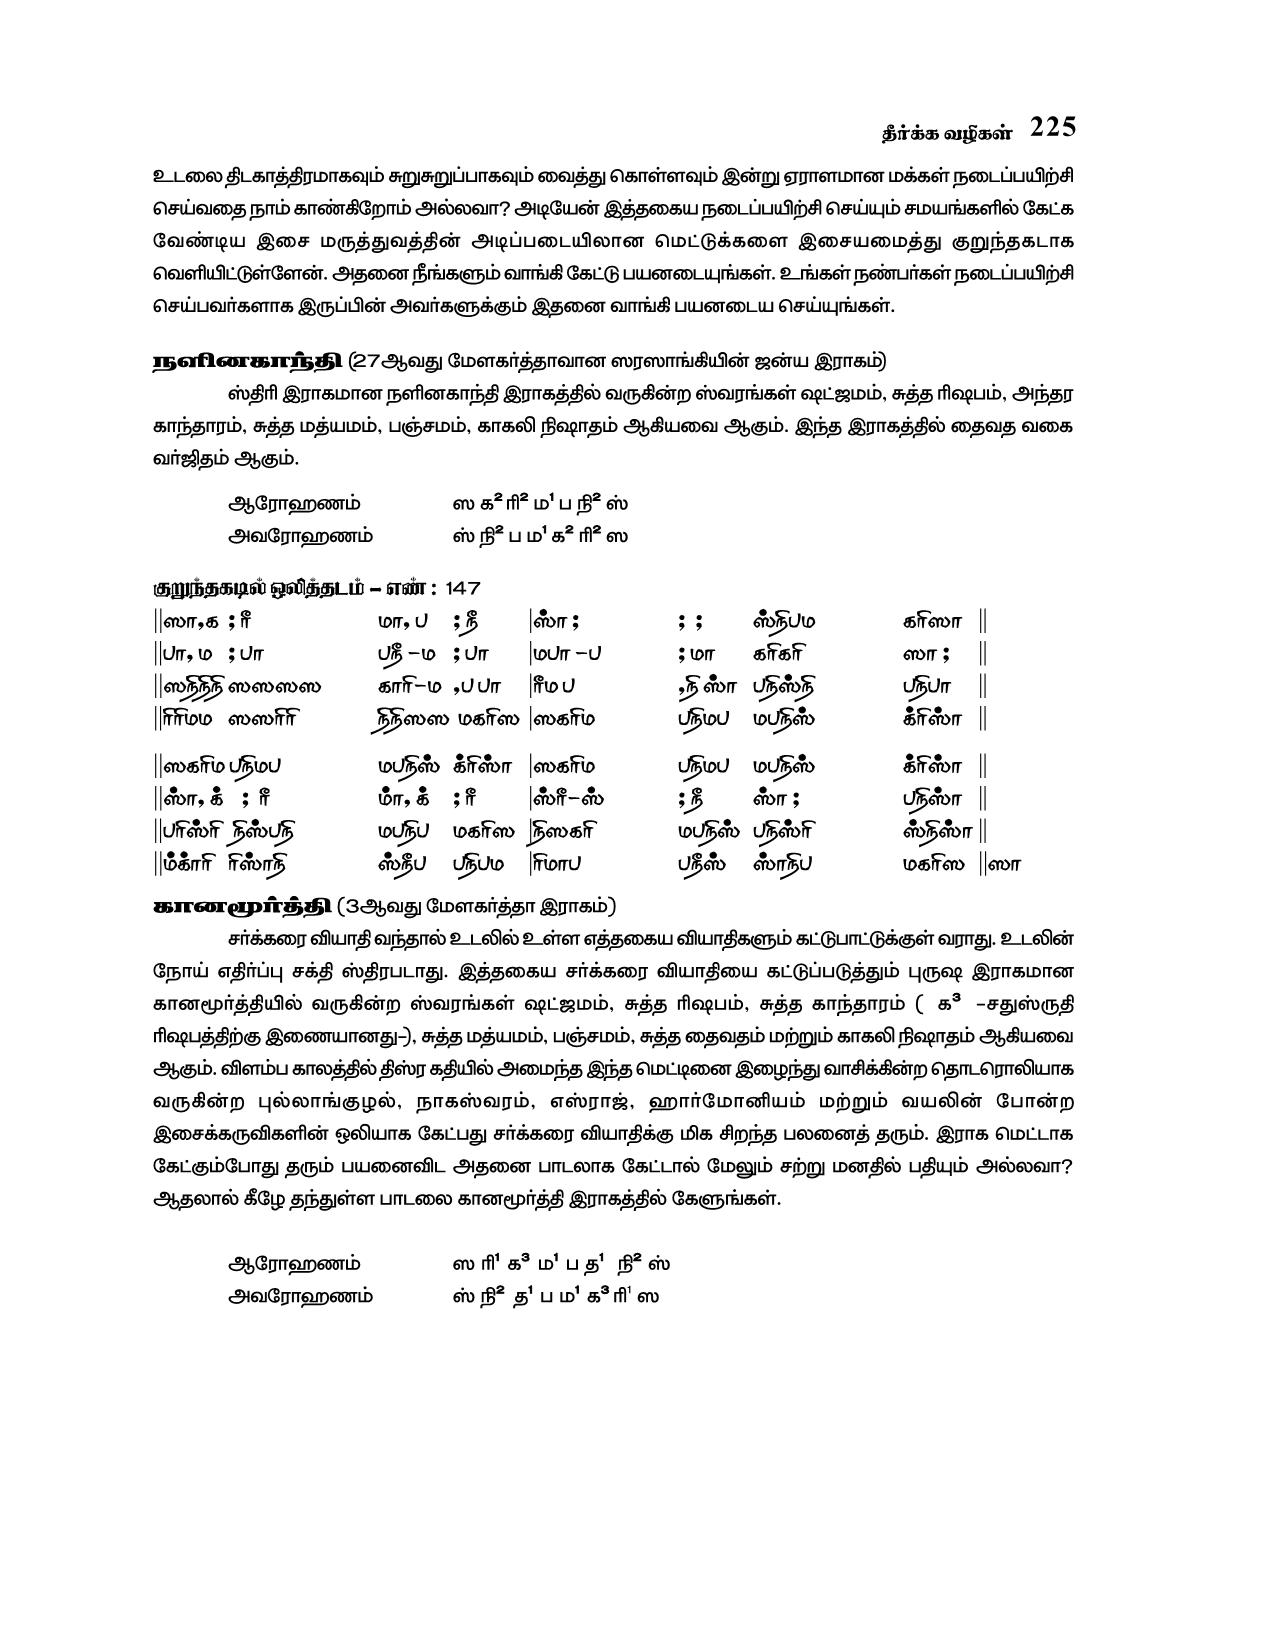 தீர்க்க வழிகள் 225
உடலை திடகாத்திரமாகவும் சுறுசுறுப்பாகவும் வைத்து கொள்ளவும் இன்று ஏராளமான மக்கள் நடைப்பயிற்சி
செய்வதை நாம் காண்கிறோம் அல்லவா? அடியேன் இத்தகைய நடைப்பயிற்சி செய்யும் சமயங்களில் கேட்க
வேண்டிய இசை மருத்துவத்தின் அடிப்படையிலான மெட்டுக்களை இசையமைத்து குறுந்தகடாக
வெளியிட்டுள்ளேன். அதனை நீங்களும் வாங்கி கேட்டு பயனடையுங்கள். உங்கள் நண்பர்கள் நடைப்பயிற்சி
செய்பவர்களாக இருப்பின் அவர்களுக்கும் இதனை வாங்கி பயனடைய செய்யுங்கள்.
நளினகாந்தி (27ஆவது மேளகர்த்தாவான ஸரஸாங்கியின் ஜன்ய இராகம்)
ஸ்திரி இராகமான நளினகாந்தி இராகத்தில் வருகின்ற ஸ்வரங்கள் ஷட்ஜமம், சுத்த ரிஷபம், அந்தர
காந்தாரம், சுத்த மத்யமம், பஞ்சமம், காகலி நிஷாதம் ஆகியவை ஆகும். இந்த இராகத்தில் தைவத வகை
வர்ஜிதம் ஆகும்.
ஆரோஹணம் ஸ க² ரி² ம¹ ப நி² ஸ்
அவரோஹணம் ஸ் நி² ப ம¹ க² ரி² ஸ
குறுந்தகடில் ஒலித்தடம் – எண் : 147
||ஸா,க ; ரீ மா, ப ; நீ |ஸ்ா ; ; ; ஸ்நிபம கரிஸா ||
||பா, ம ; பா பநீ –ம ; பா |மபா –ப ; மா கரிகரி ஸா ; ||
||ஸநிநிநி ஸஸஸஸ காரி–ம ,ப பா |ரீம ப ,நி ஸ்ா பநிஸ்நி பநிபா ||
||ரிரிமம ஸஸரிரி நிநிஸஸ மகரிஸ |ஸகரிம பநிமப மபநிஸ் க்ரிஸ்ா ||
||ஸகரிம பநிமப மபநிஸ் க்ரிஸ்ா |ஸகரிம பநிமப மபநிஸ் க்ரிஸ்ா ||
||ஸ்ா, க் ; ரீ ம்ா, க் ; ரீ |ஸ்ரீ–ஸ் ; நீ ஸ்ா ; பநிஸ்ா ||
||பரிஸ்ரி நிஸ்பநி மபநிப மகரிஸ |நிஸகரி மபநிஸ் பநிஸ்ரி ஸ்நிஸ்ா ||
||ம்க்ாரி ரிஸ்ாநி ஸ்நீப பநிபம |ரிமாப பநீஸ் ஸ்ாநிப மகரிஸ ||ஸா
கானமூர்த்தி (3ஆவது மேளகர்த்தா இராகம்)
சர்க்கரை வியாதி வந்தால் உடலில் உள்ள எத்தகைய வியாதிகளும் கட்டுபாட்டுக்குள் வராது. உடலின்
நோய் எதிர்ப்பு சக்தி ஸ்திரபடாது. இத்தகைய சர்க்கரை வியாதியை கட்டுப்படுத்தும் புருஷ இராகமான
கானமூர்த்தியில் வருகின்ற ஸ்வரங்கள் ஷட்ஜமம், சுத்த ரிஷபம், சுத்த காந்தாரம் ( க³ –சதுஸ்ருதி
ரிஷபத்திற்கு இணையானது–), சுத்த மத்யமம், பஞ்சமம், சுத்த தைவதம் மற்றும் காகலி நிஷாதம் ஆகியவை
ஆகும். விளம்ப காலத்தில் திஸ்ர கதியில் அமைந்த இந்த மெட்டினை இழைந்து வாசிக்கின்ற தொடரொலியாக
வருகின்ற புல்லாங்குழல், நாகஸ்வரம், எஸ்ராஜ், ஹார்மோனியம் மற்றும் வயலின் போன்ற
இசைக்கருவிகளின் ஒலியாக கேட்பது சர்க்கரை வியாதிக்கு மிக சிறந்த பலனைத் தரும். இராக மெட்டாக
கேட்கும்போது தரும் பயனைவிட அதனை பாடலாக கேட்டால் மேலும் சற்று மனதில் பதியும் அல்லவா?
ஆதலால் கீழே தந்துள்ள பாடலை கானமூர்த்தி இராகத்தில் கேளுங்கள்.
ஆரோஹணம் ஸ ரி¹ க³ ம¹ ப த¹ நி² ஸ்
அவரோஹணம் ஸ் நி² த¹ ப ம¹ க³ ரி¹ ஸ